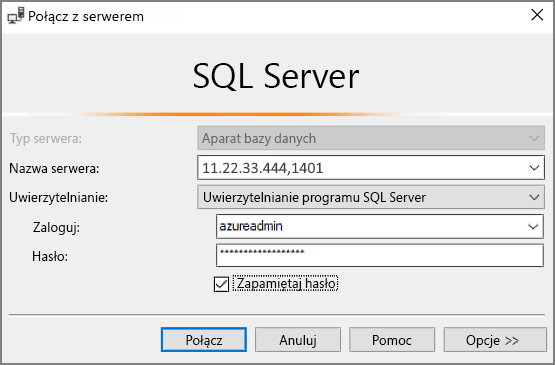 Połącz z serwerem
SQL Server
Typ serwera: Aparat bazy danych
Nazwa serwera: 11.22.33.444,1401
Uwierzytelnianie: Uwierzytelnianie programu SQL Server
Zaloguj: azureadmin
Hasło: ******************
Zapamiętaj hasło
Połącz Anuluj Pomoc Opcje >>